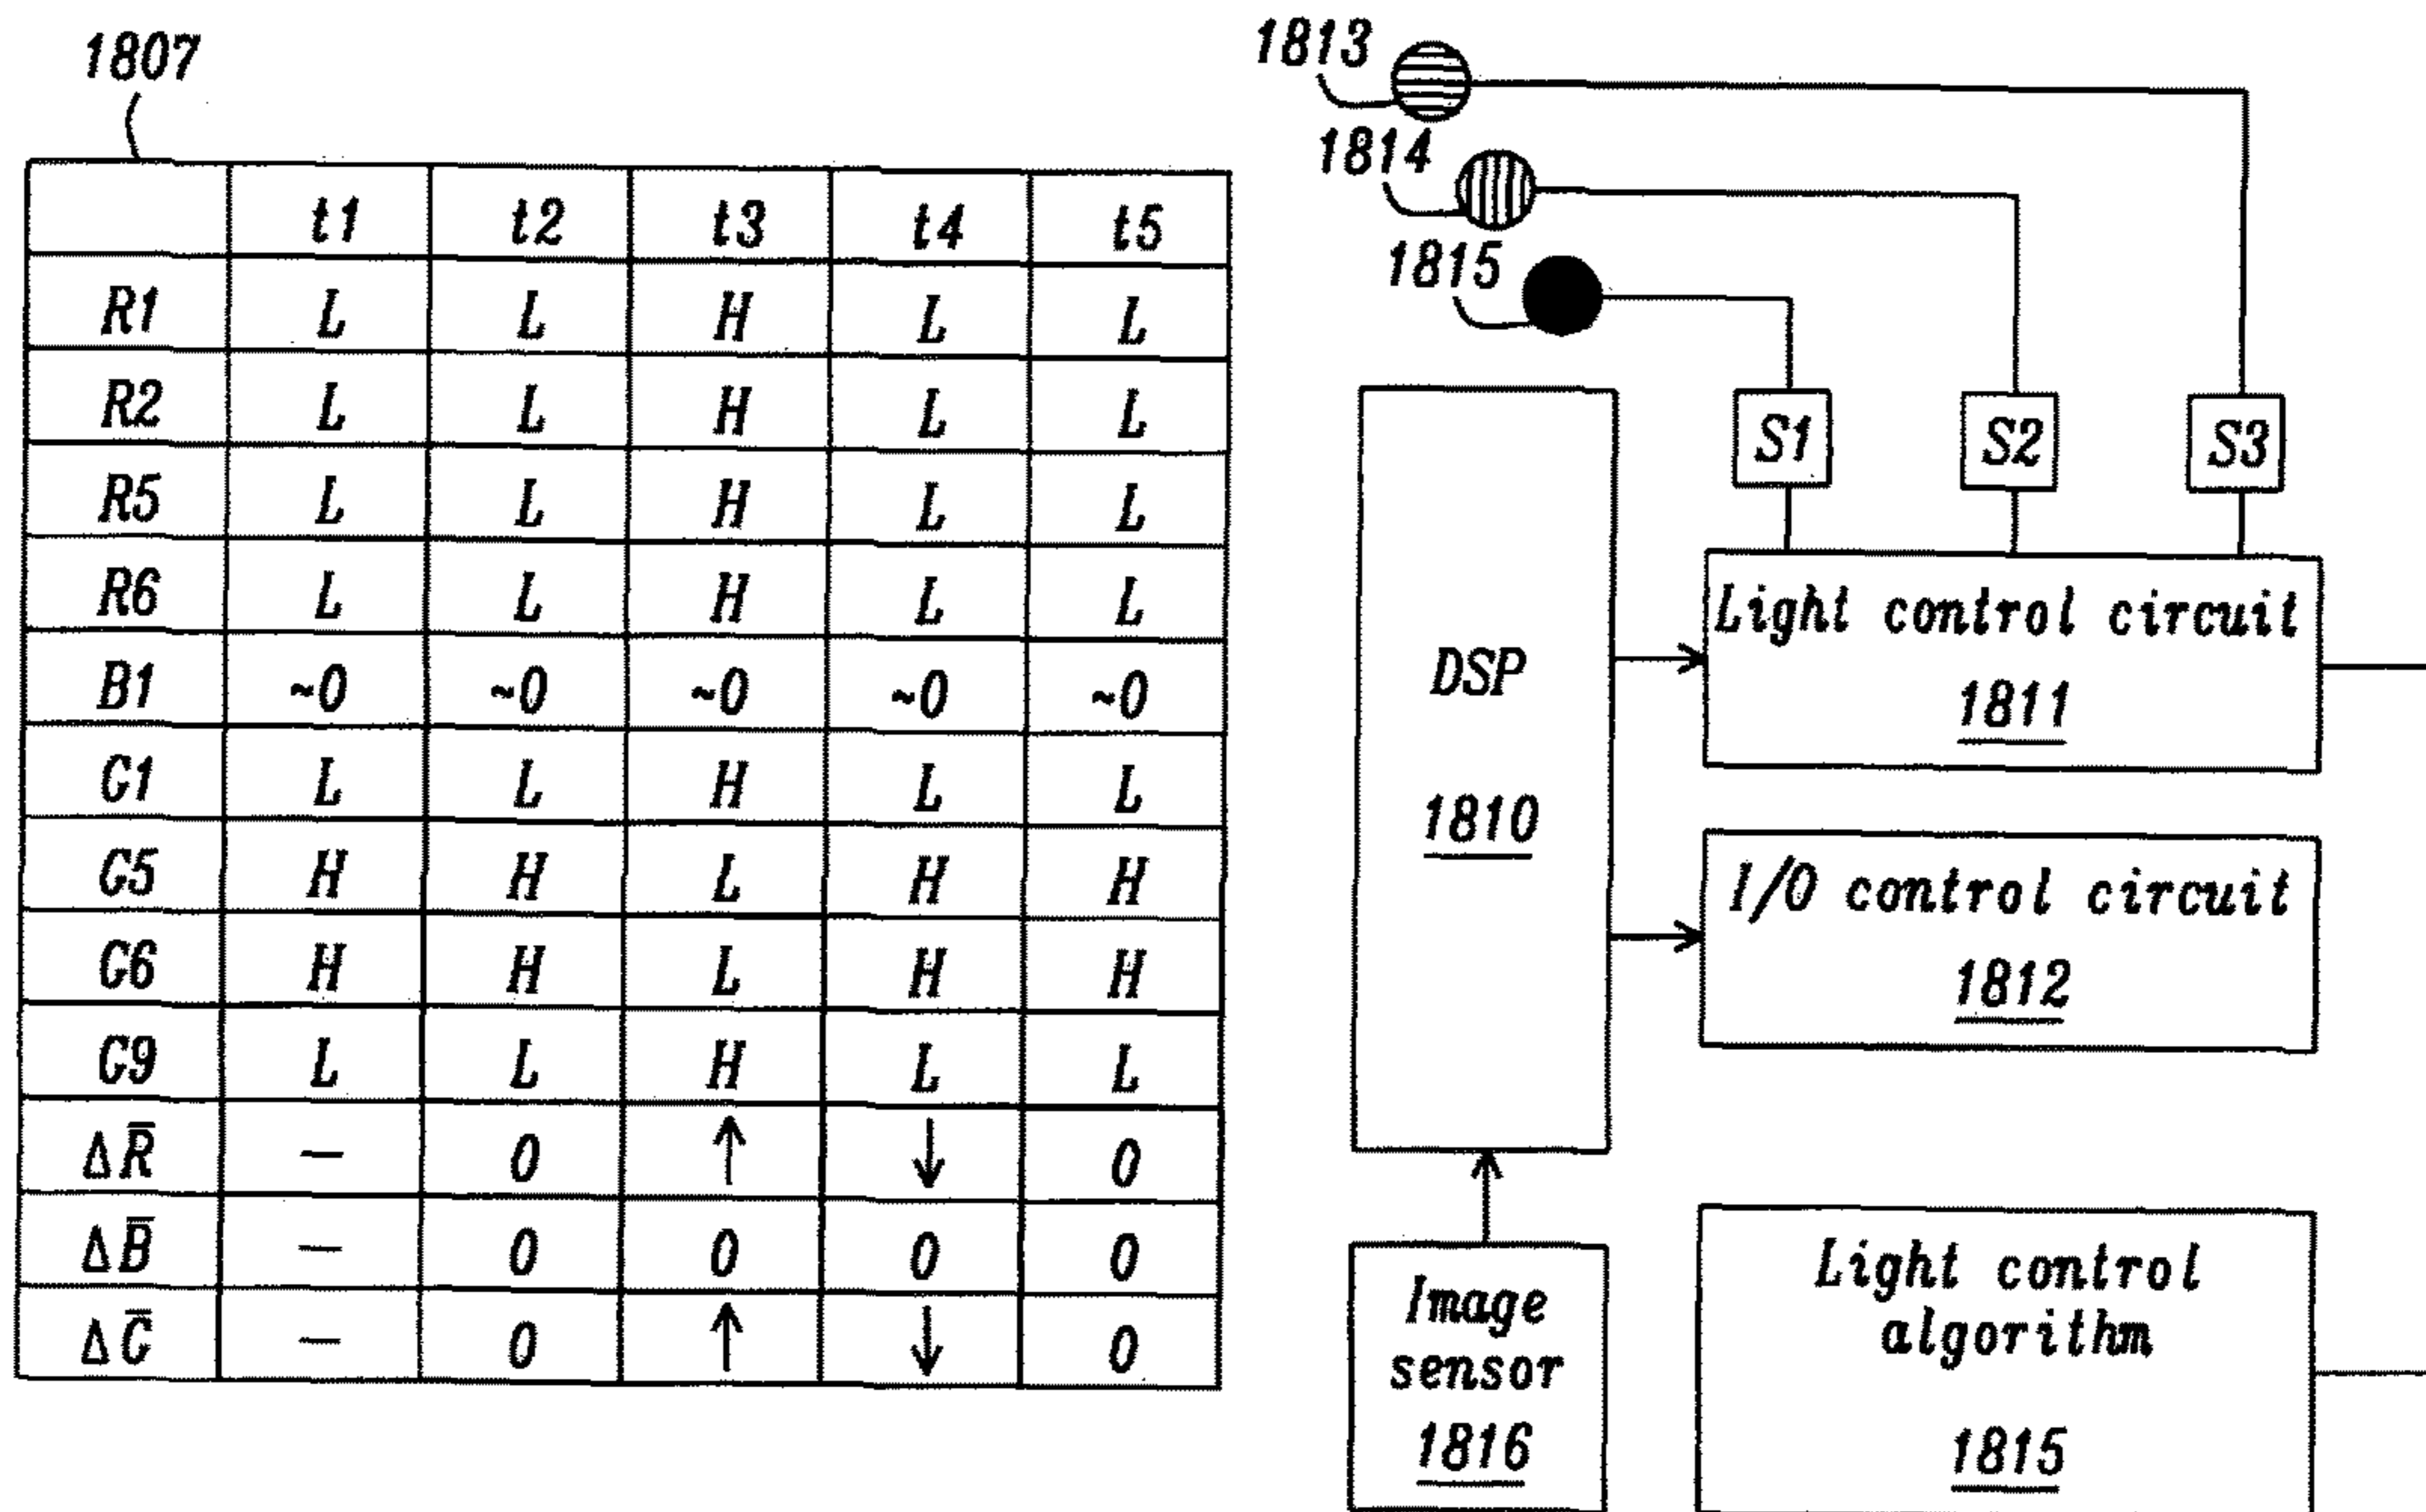 1807
t1 t2 t3 t4 t5
R1 L L H L L
R2 L L H L L
R5 L L H L L
R6 L L H L L
B1 ~0 ~0 ~0 ~0 ~0
G1 L L H L L
G5 H H L H H
G6 H H L H H
G9 L L H L L
ΔR̅ — 0 ↑ ↓ 0
ΔB̅ — 0 0 0 0
ΔG̅ — 0 ↑ ↓ 0
1813
1814
1815
S1 S2 S3
DSP
1810
Light control circuit
1811
I/O control circuit
1812
Image
sensor
1816
Light control
algorithm
1815